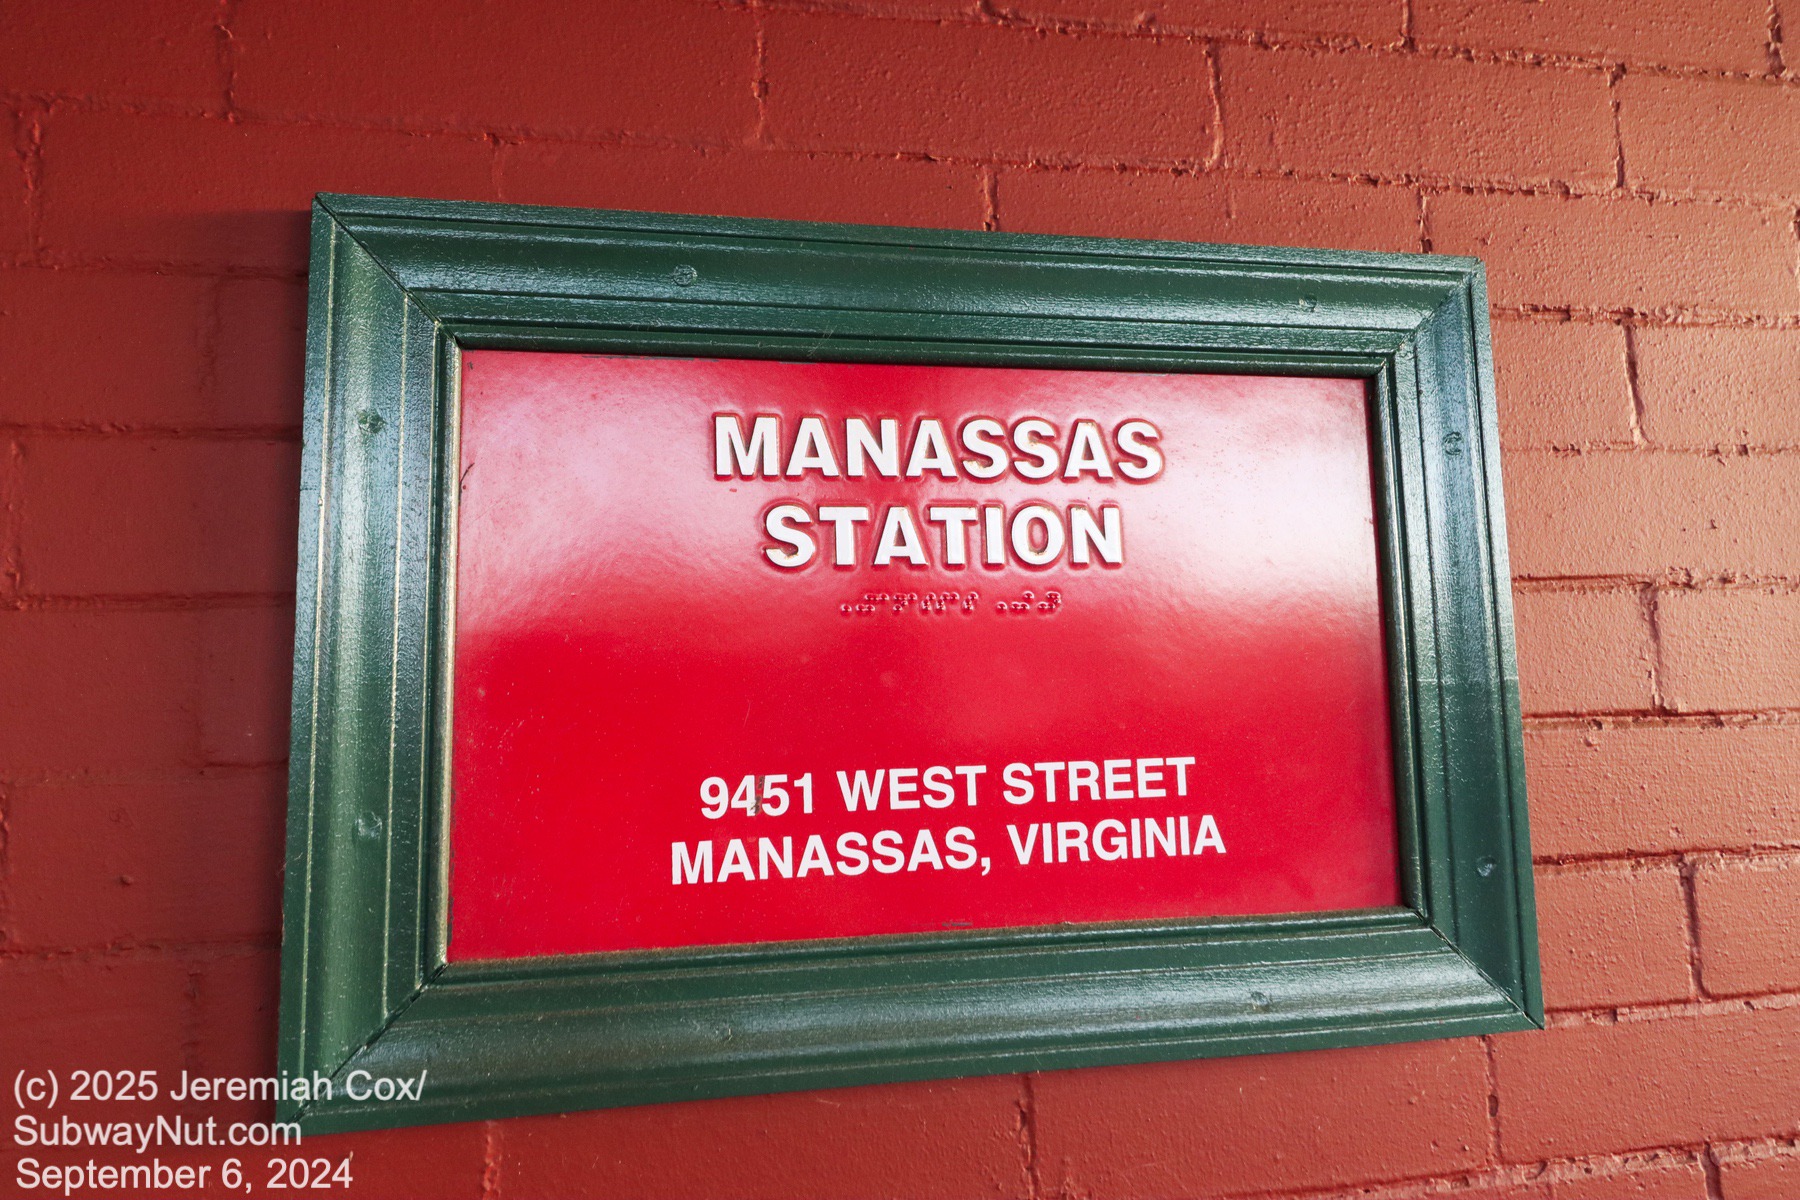 MANASSAS
STATION
9451 WEST STREET
MANASSAS, VIRGINIA
(c) 2025 Jeremiah Cox/
SubwayNut.com
September 6, 2024